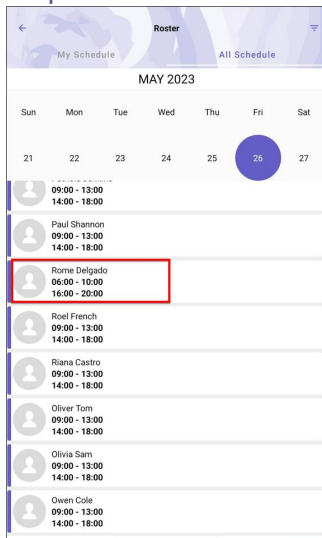 Roster
My Schedule All Schedule
MAY 2023
Sun Mon Tue Wed Thu Fri Sat
21 22 23 24 25 26 27
09:00 - 13:00
14:00 - 18:00
Paul Shannon
09:00 - 13:00
14:00 - 18:00
Rome Delgado
06:00 - 10:00
16:00 - 20:00
Roel French
09:00 - 13:00
14:00 - 18:00
Riana Castro
09:00 - 13:00
14:00 - 18:00
Oliver Tom
09:00 - 13:00
14:00 - 18:00
Olivia Sam
09:00 - 13:00
14:00 - 18:00
Owen Cole
09:00 - 13:00
14:00 - 18:00